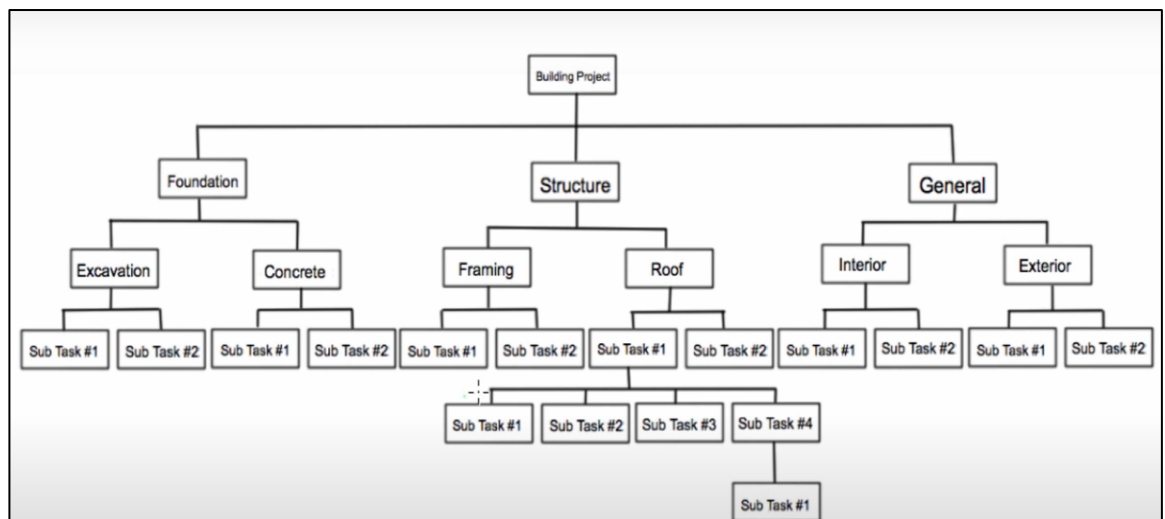 Building Project
Foundation
Structure
General
Excavation
Concrete
Framing
Roof
Interior
Exterior
Sub Task #1
Sub Task #2
Sub Task #1
Sub Task #2
Sub Task #1
Sub Task #2
Sub Task #1
Sub Task #2
Sub Task #1
Sub Task #2
Sub Task #1
Sub Task #2
Sub Task #1
Sub Task #2
Sub Task #3
Sub Task #4
Sub Task #1